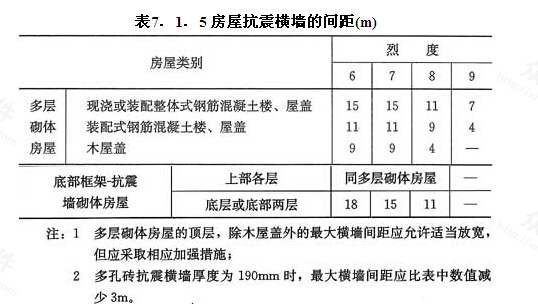 表7．1．5房屋抗震横墙的间距(m)
房屋类别 烈 度
6 7 8 9
多层 现浇或装配整体式钢筋混凝土楼、屋盖 15 15 11 7
砌体 装配式钢筋混凝土楼、屋盖 11 11 9 4
房屋 木屋盖 9 9 4 —
底部框架-抗震 上部各层 同多层砌体房屋 —
墙砌体房屋 底层或底部两层 18 15 11 —
注：1 多层砌体房屋的顶层，除木屋盖外的最大横墙间距应允许适当放宽，
但应采取相应加强措施；
2 多孔砖抗震横墙厚度为190mm时，最大横墙间距应比表中数值减
少3m。